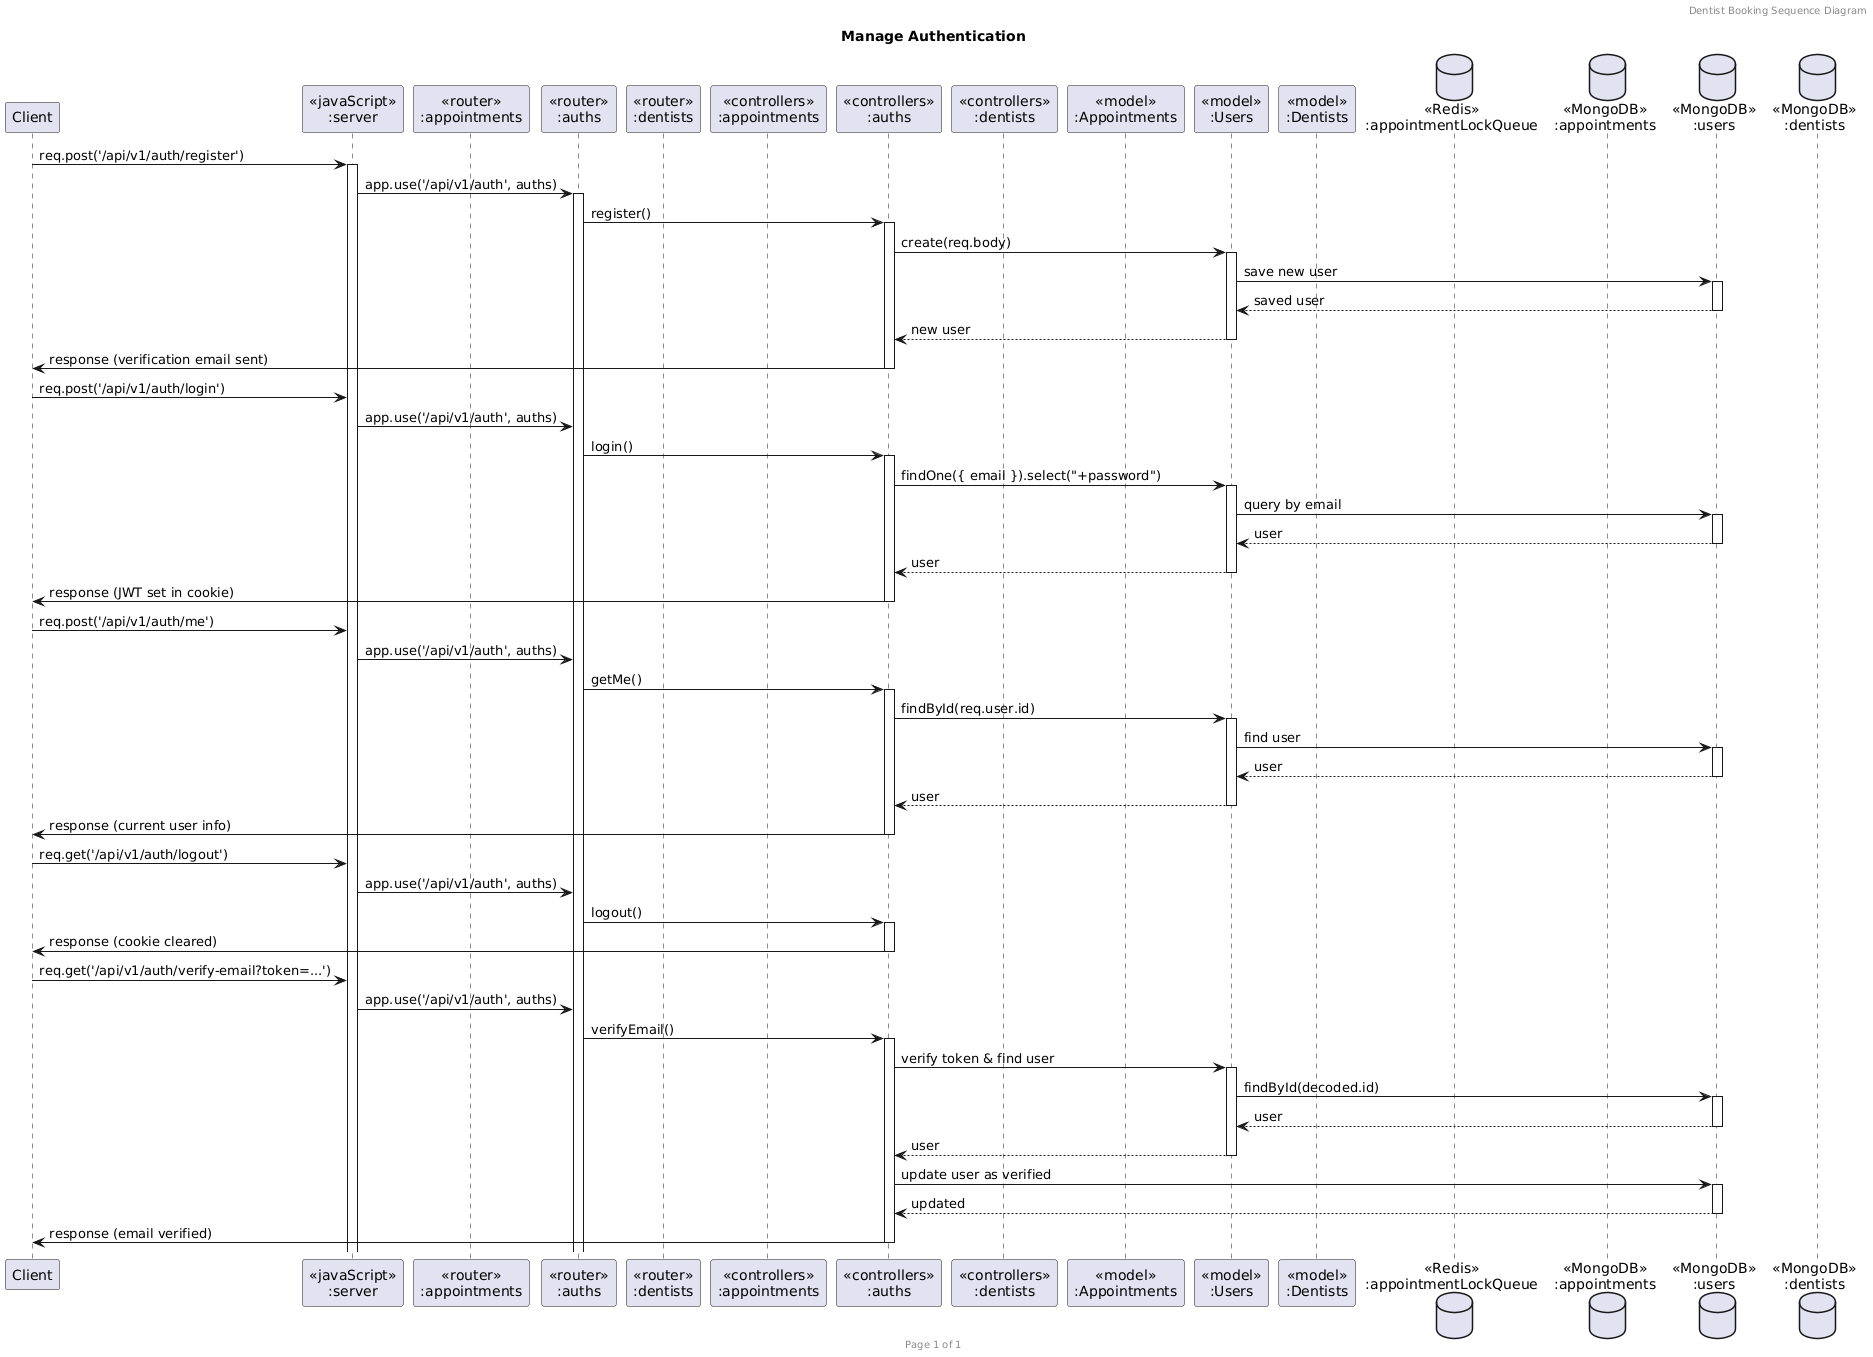 Dentist Booking Sequence Diagram
Manage Authentication
Client
«javaScript»
:server
«router»
:appointments
«router»
:auths
«router»
:dentists
«controllers»
:appointments
«controllers»
:auths
«controllers»
:dentists
«model»
:Appointments
«model»
:Users
«model»
:Dentists
«Redis»
:appointmentLockQueue
«MongoDB»
:appointments
«MongoDB»
:users
«MongoDB»
:dentists
req.post('/api/v1/auth/register')
app.use('/api/v1/auth', auths)
register()
create(req.body)
save new user
saved user
new user
response (verification email sent)
req.post('/api/v1/auth/login')
app.use('/api/v1/auth', auths)
login()
findOne({ email }).select("+password")
query by email
user
user
response (JWT set in cookie)
req.post('/api/v1/auth/me')
app.use('/api/v1/auth', auths)
getMe()
findById(req.user.id)
find user
user
user
response (current user info)
req.get('/api/v1/auth/logout')
app.use('/api/v1/auth', auths)
logout()
response (cookie cleared)
req.get('/api/v1/auth/verify-email?token=...')
app.use('/api/v1/auth', auths)
verifyEmail()
verify token & find user
findById(decoded.id)
user
user
update user as verified
updated
response (email verified)
Client
«javaScript»
:server
«router»
:appointments
«router»
:auths
«router»
:dentists
«controllers»
:appointments
«controllers»
:auths
«controllers»
:dentists
«model»
:Appointments
«model»
:Users
«model»
:Dentists
«Redis»
:appointmentLockQueue
«MongoDB»
:appointments
«MongoDB»
:users
«MongoDB»
:dentists
Page 1 of 1